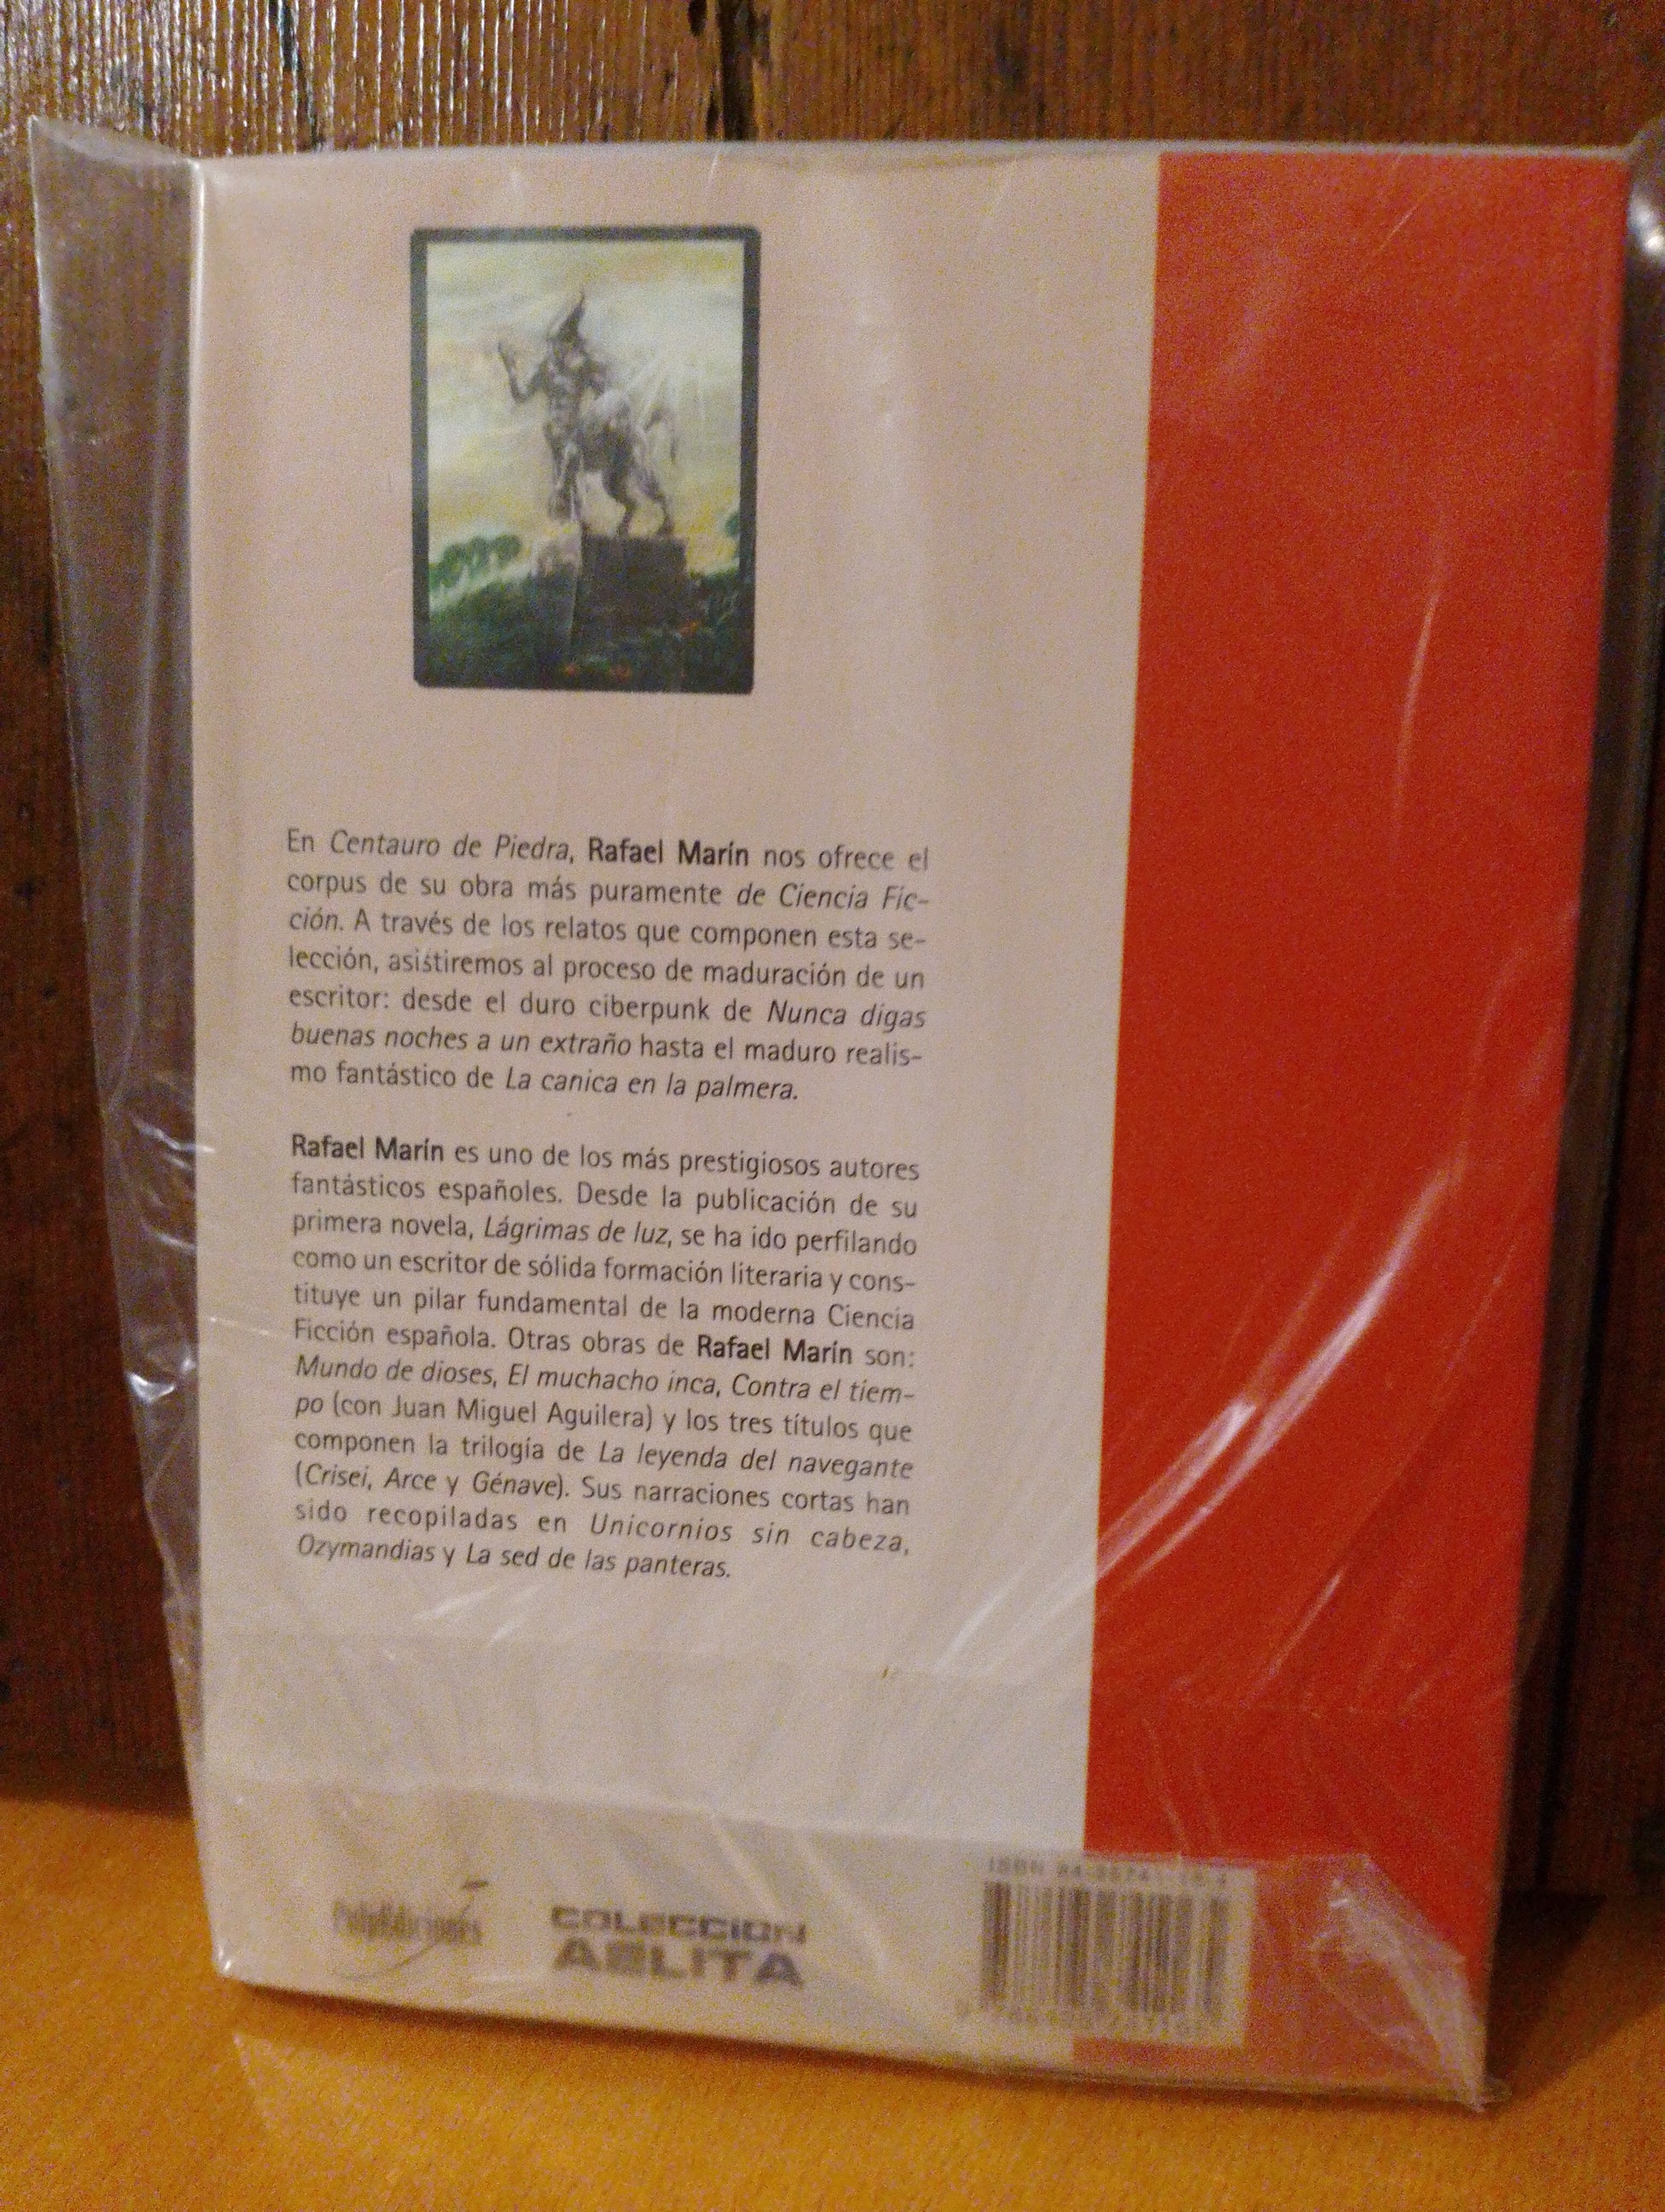 En Centauro de Piedra, Rafael Marín nos ofrece el
corpus de su obra más puramente de Ciencia Fic-
ción. A través de los relatos que componen esta se-
lección, asistiremos al proceso de maduración de un
escritor: desde el duro ciberpunk de Nunca digas
buenas noches a un extraño hasta el maduro realis-
mo fantástico de La canica en la palmera.
Rafael Marín es uno de los más prestigiosos autores
fantásticos españoles. Desde la publicación de su
primera novela, Lágrimas de luz, se ha ido perfilando
como un escritor de sólida formación literaria y cons-
tituye un pilar fundamental de la moderna Ciencia
Ficción española. Otras obras de Rafael Marín son:
Mundo de dioses, El muchacho inca, Contra el tiem-
po (con Juan Miguel Aguilera) y los tres títulos que
componen la trilogía de La leyenda del navegante
(Crisei, Arce y Génave). Sus narraciones cortas han
sido recopiladas en Unicornios sin cabeza,
Ozymandias y La sed de las panteras.
COLECCION
AELITA
ISBN